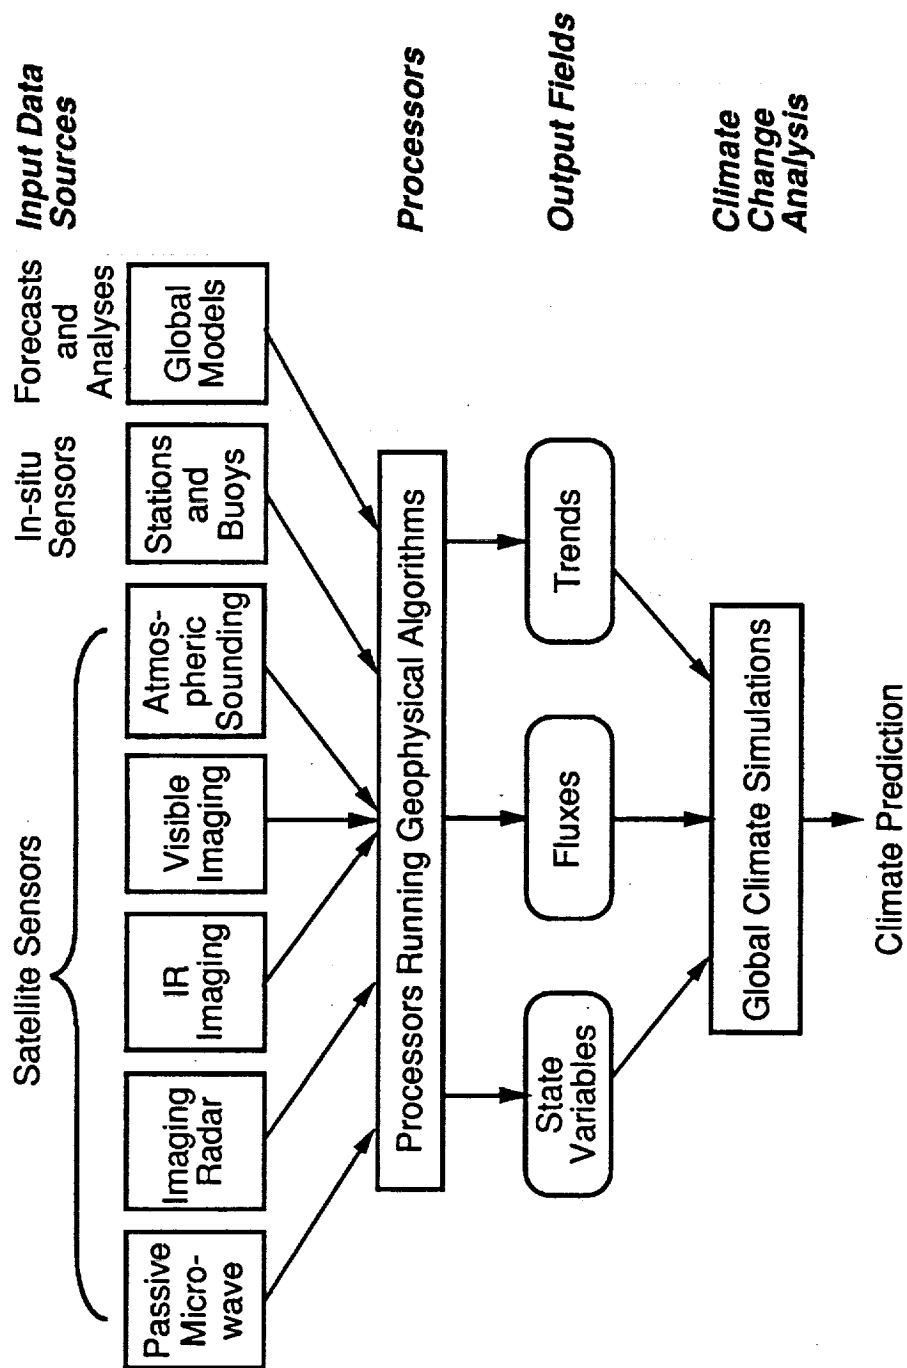 Satellite Sensors
In-situ
Sensors
Forecasts
and
Analyses
Input Data
Sources
Passive
Micro-
wave
Imaging
Radar
IR
Imaging
Visible
Imaging
Atmos-
pheric
Sounding
Stations
and
Buoys
Global
Models
Processors Running Geophysical Algorithms
Processors
State
Variables
Fluxes
Trends
Output Fields
Global Climate Simulations
Climate
Change
Analysis
Climate Prediction